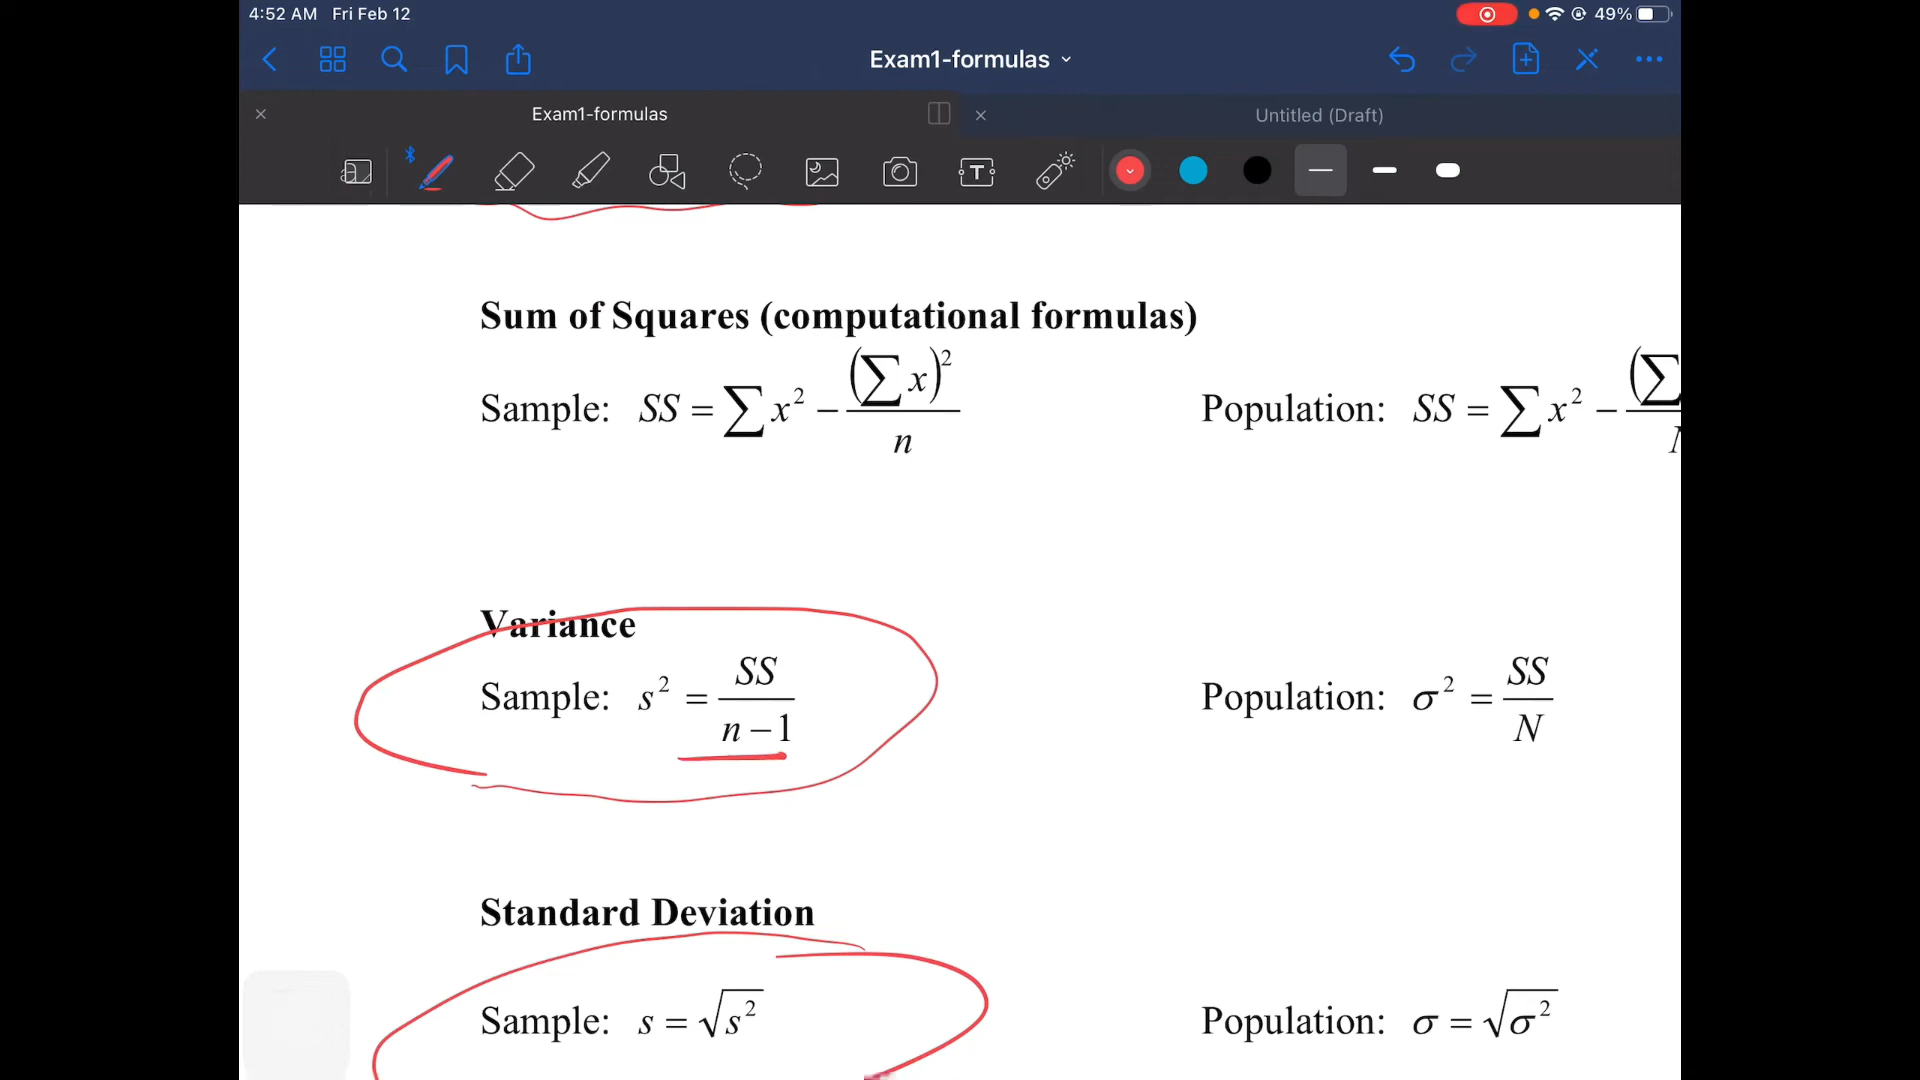 4:52 AM Fri Feb 12 49%
Exam1-formulas
Exam1-formulas Untitled (Draft)
T
Sum of Squares (computational formulas)
Sample: SS = ∑x² − (∑x)² / n Population: SS = ∑x² − (∑
Variance
Sample: s² = SS / n − 1 Population: σ² = SS / N
Standard Deviation
Sample: s = √s² Population: σ = √σ²